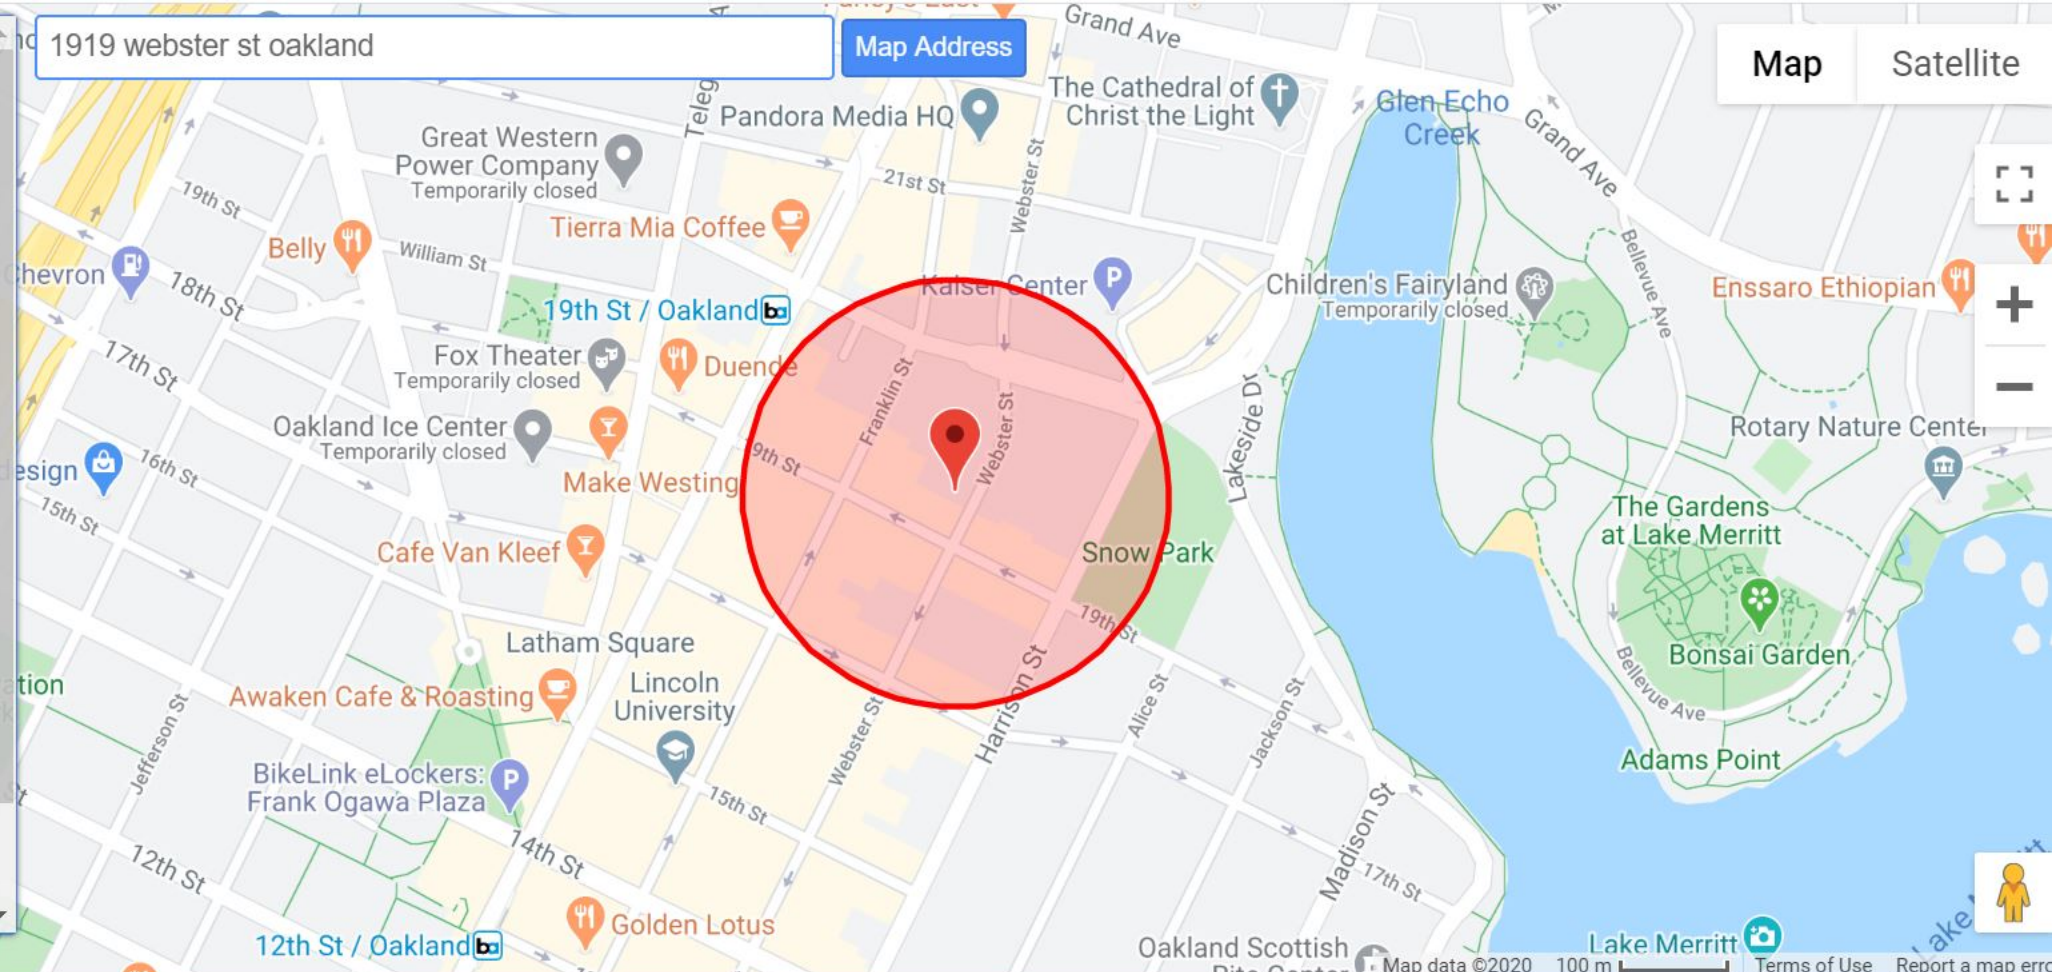 1919 webster st oakland
Map Address
Map
Satellite
Grand Ave
The Cathedral of
Christ the Light
Pandora Media HQ
Glen Echo
Creek
Grand Ave
Great Western
Power Company
Temporarily closed
Webster St
21st St
19th St
Tierra Mia Coffee
Belly
William St
Chevron
18th St
Kaiser Center
P
Children's Fairyland
Temporarily closed
Bellevue Ave
Enssaro Ethiopian
19th St / Oakland
ba
Fox Theater
Temporarily closed
Duende
17th St
Franklin St
Webster St
Lakeside Dr
Oakland Ice Center
Temporarily closed
Rotary Nature Center
16th St
19th St
Make Westing
15th St
The Gardens
at Lake Merritt
Cafe Van Kleef
Snow Park
19th St
Latham Square
Bonsai Garden
Lincoln
University
Awaken Cafe & Roasting
Harrison St
Alice St
Jackson St
Bellevue Ave
Jefferson St
Webster St
Adams Point
BikeLink eLockers:
Frank Ogawa Plaza
P
15th St
Madison St
14th St
12th St
17th St
Golden Lotus
12th St / Oakland
ba
Oakland Scottish
Lake Merritt
Map data ©2020
100 m
Terms of Use
Report a map erro